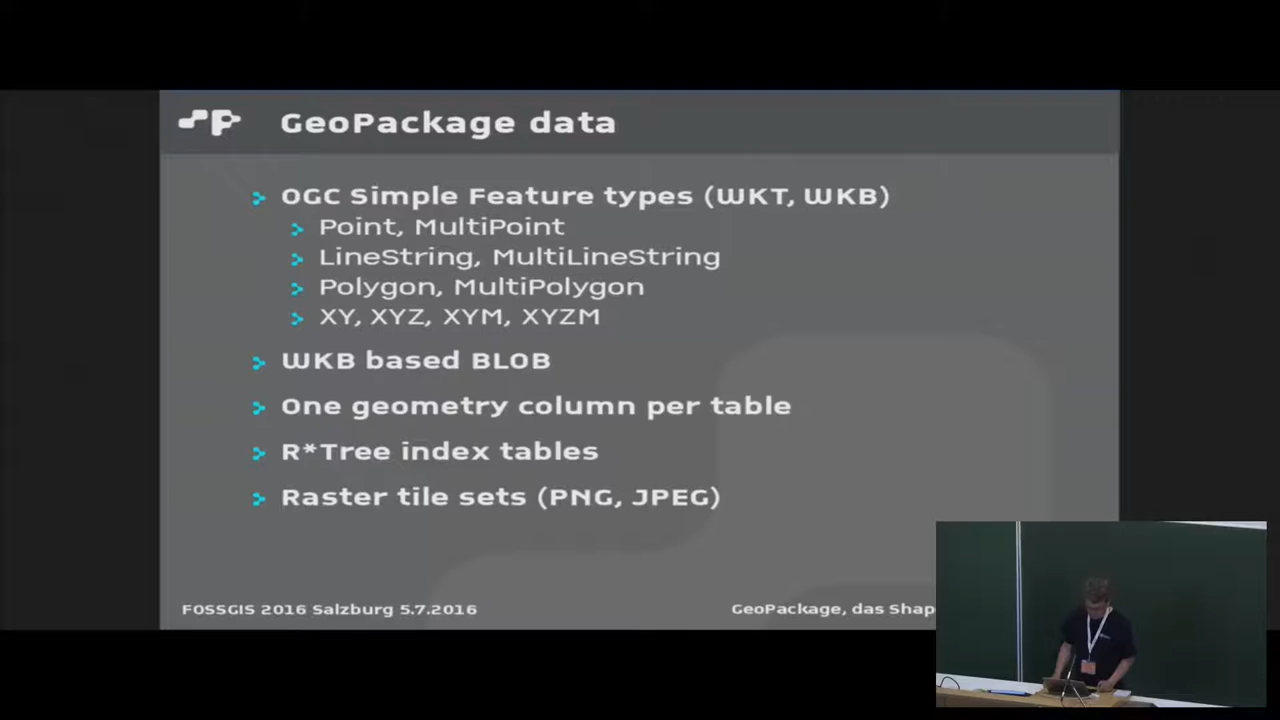 GeoPackage data
OGC Simple Feature types (WKT, WKB)
Point, MultiPoint
LineString, MultiLineString
Polygon, MultiPolygon
XY, XYZ, XYM, XYZM
WKB based BLOB
One geometry column per table
R*Tree index tables
Raster tile sets (PNG, JPEG)
FOSSGIS 2016 Salzburg 5.7.2016
GeoPackage, das Shap